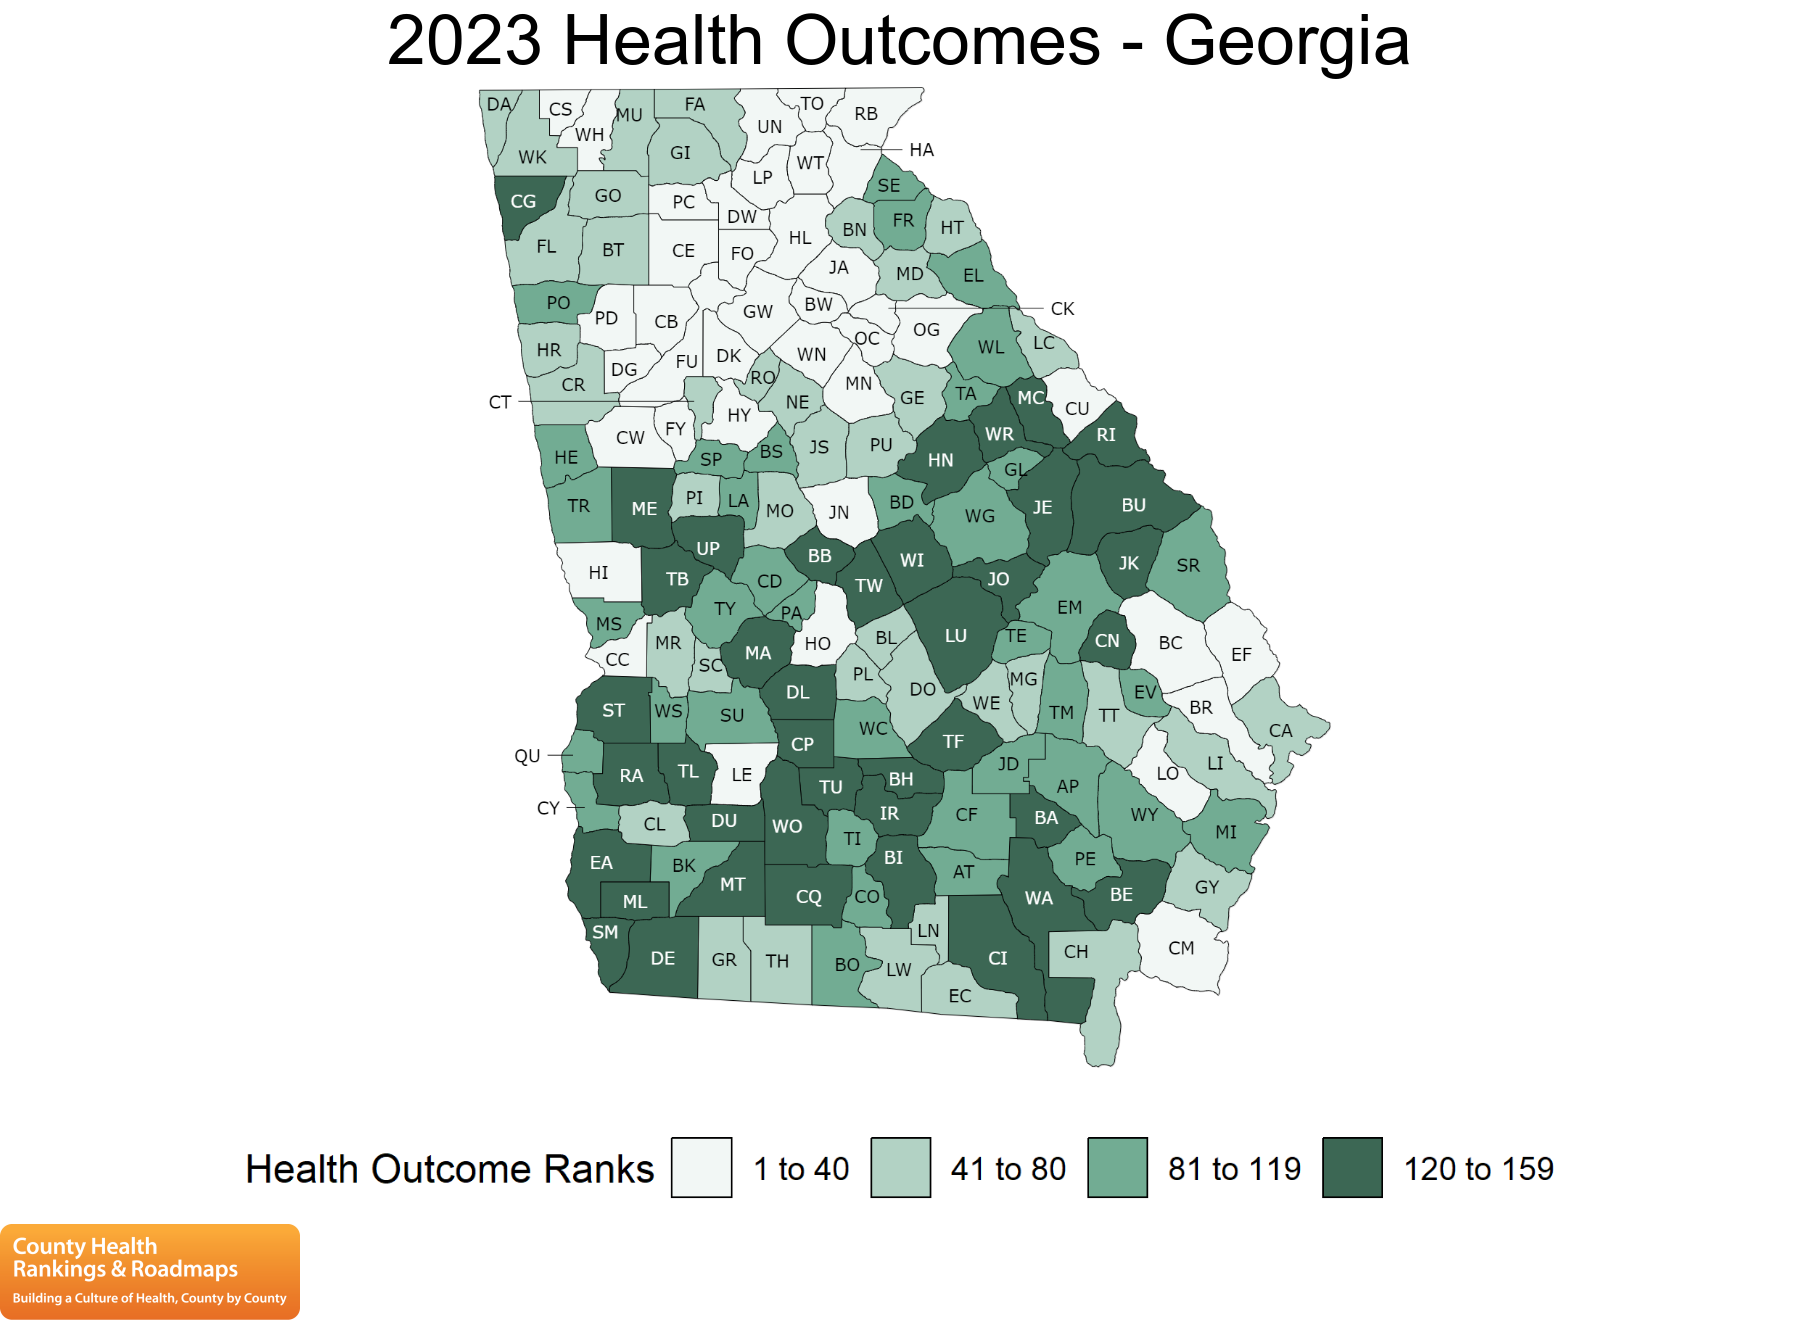 2023 Health Outcomes - Georgia
DA CS WH MU FA UN TO RB
WK GI LP WT HA
CG GO PC DW SE
FL BT CE FO HL BN FR HT
JA MD EL
PO PD CB GW BW CK
HR DG FU DK WN OC OG WL LC
CR RO MN GE TA MC CU
CT HY NE
CW FY JS PU WR RI
HE SP BS HN GL
TR ME PI LA MO JN BD WG JE BU
UP BB WI JK SR
HI TB CD TW JO
TY PA EM
MS MR HO BL LU TE CN BC EF
CC SC MA PL
ST WS SU DL DO WE MG TM TT EV BR CA
QU WC TF
RA TL LE CP JD LO LI
TU BH AP
CY CL DU WO IR CF BA WY MI
TI
EA BK BI AT PE
ML MT CQ CO WA BE GY
SM LN
DE GR TH BO LW CI CH CM
EC
Health Outcome Ranks 1 to 40 41 to 80 81 to 119 120 to 159
County Health
Rankings & Roadmaps
Building a Culture of Health, County by County